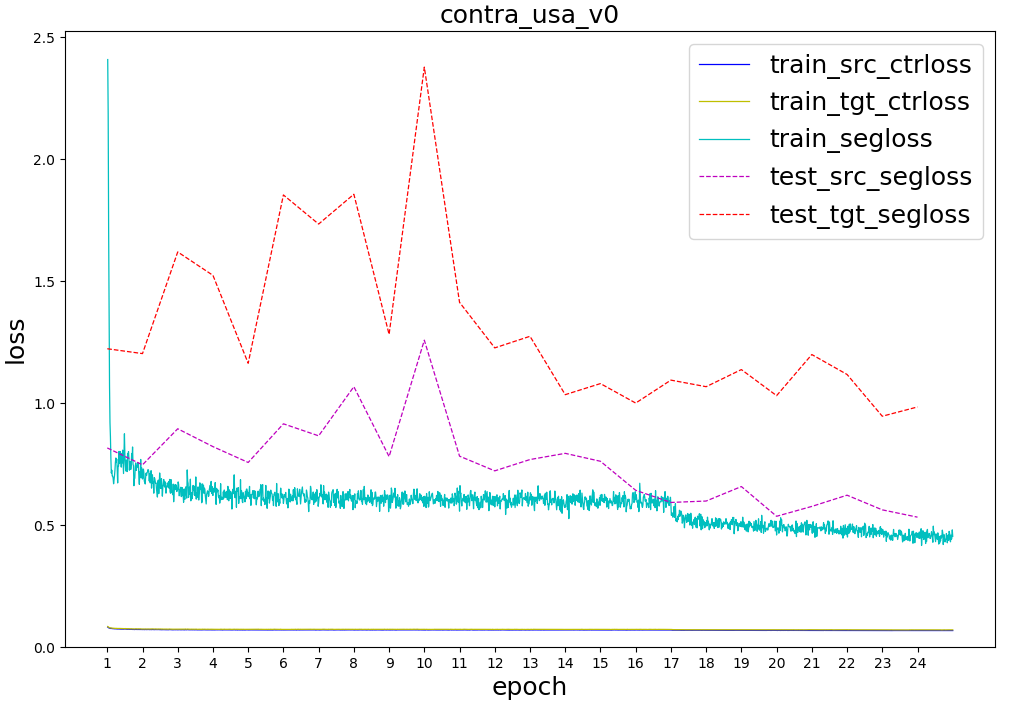 contra_usa_v0
2.5
2.0
1.5
1.0
0.5
0.0
loss
train_src_ctrloss
train_tgt_ctrloss
train_segloss
test_src_segloss
test_tgt_segloss
1 2 3 4 5 6 7 8 9 10 11 12 13 14 15 16 17 18 19 20 21 22 23 24
epoch